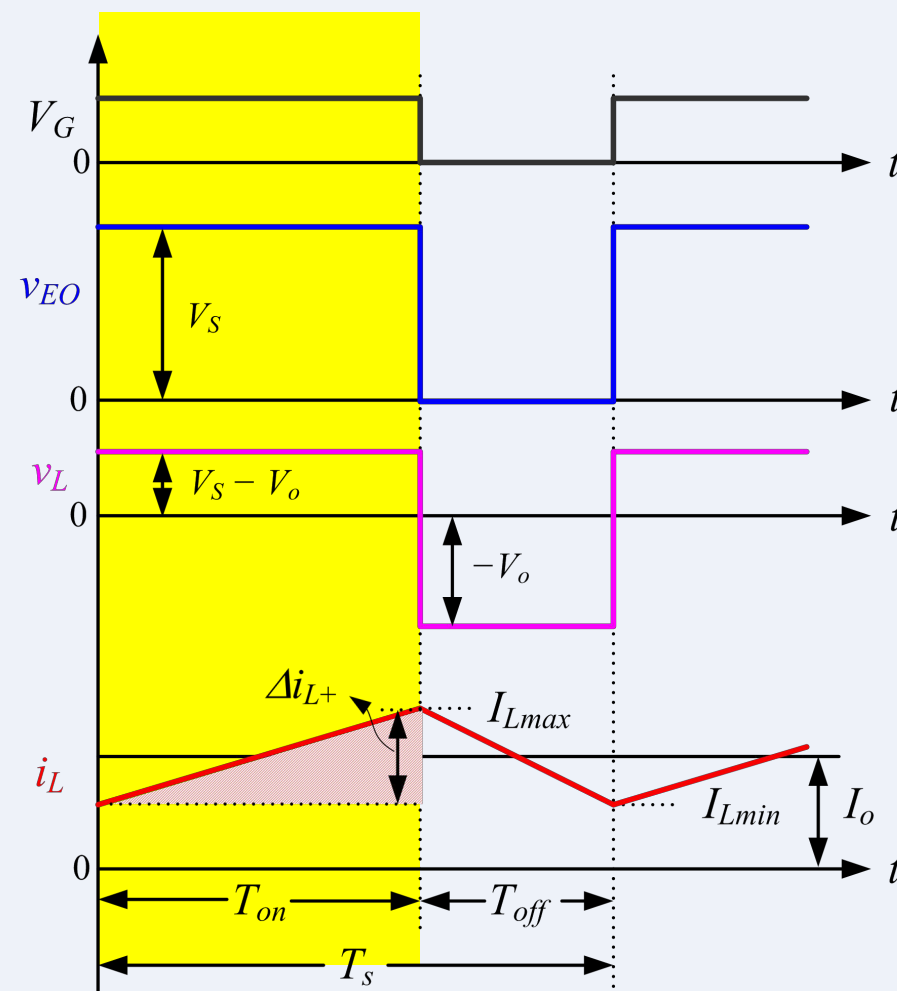 V_G
0
t
v_EO
V_S
0
t
v_L
V_S − V_o
0
t
−V_o
Δi_L+
I_Lmax
i_L
I_Lmin
I_o
0
t
T_on
T_off
T_s